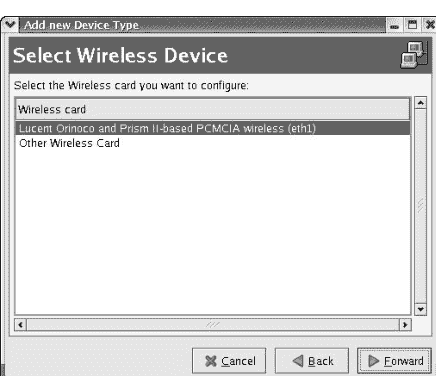 Add new Device Type
Select Wireless Device
Select the Wireless card you want to configure:
Wireless card
Lucent Orinoco and Prism II-based PCMCIA wireless (eth1)
Other Wireless Card
Cancel
Back
Forward